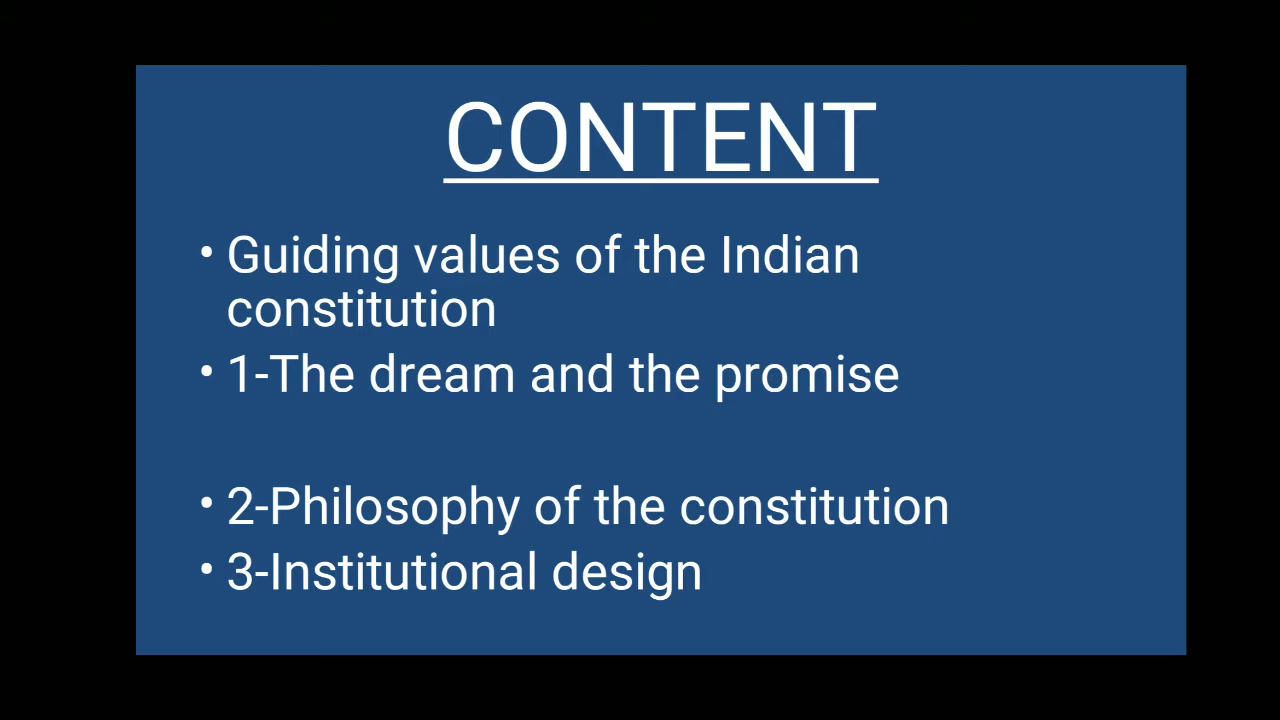 CONTENT
• Guiding values of the Indian
constitution
• 1-The dream and the promise
• 2-Philosophy of the constitution
• 3-Institutional design